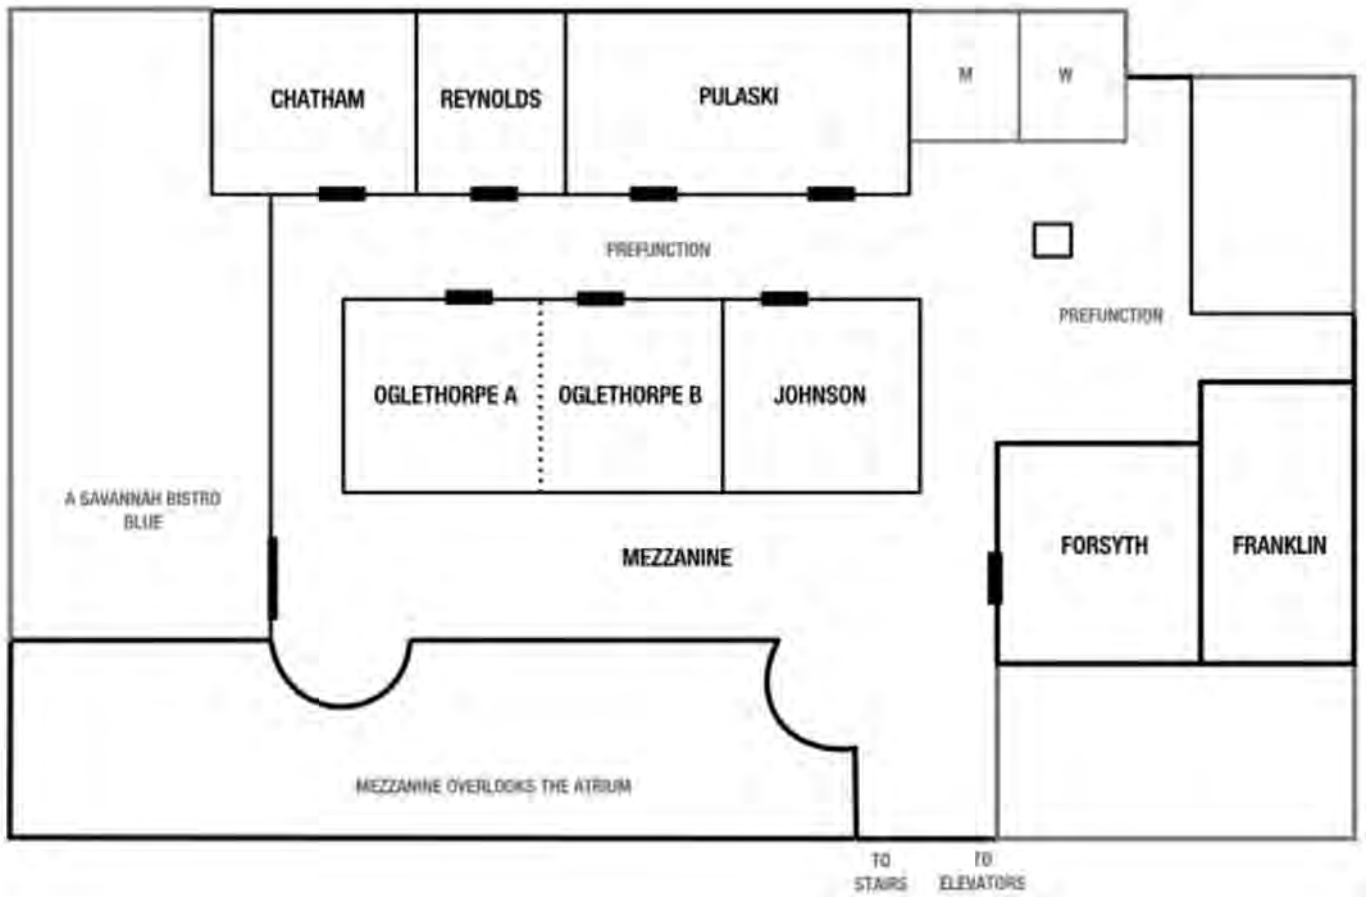 CHATHAM
REYNOLDS
PULASKI
M
W
PREFUNCTION
PREFUNCTION
OGLETHORPE A
OGLETHORPE B
JOHNSON
A SAVANNAH BISTRO
BLUE
MEZZANINE
FORSYTH
FRANKLIN
MEZZANINE OVERLOOKS THE ATRIUM
TO
STAIRS
TO
ELEVATORS